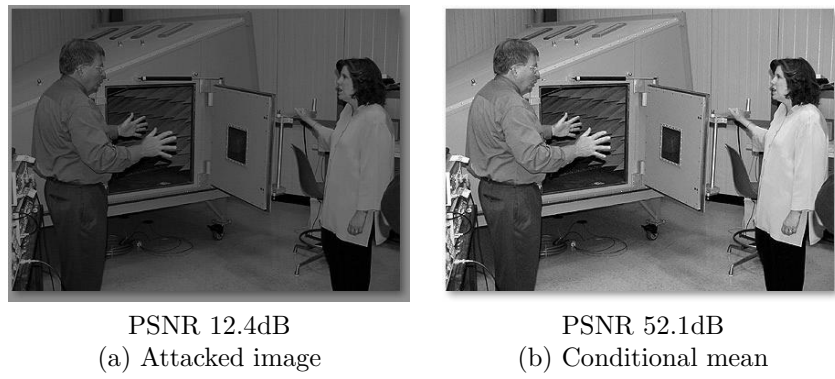 PSNR 12.4dB
(a) Attacked image
PSNR 52.1dB
(b) Conditional mean